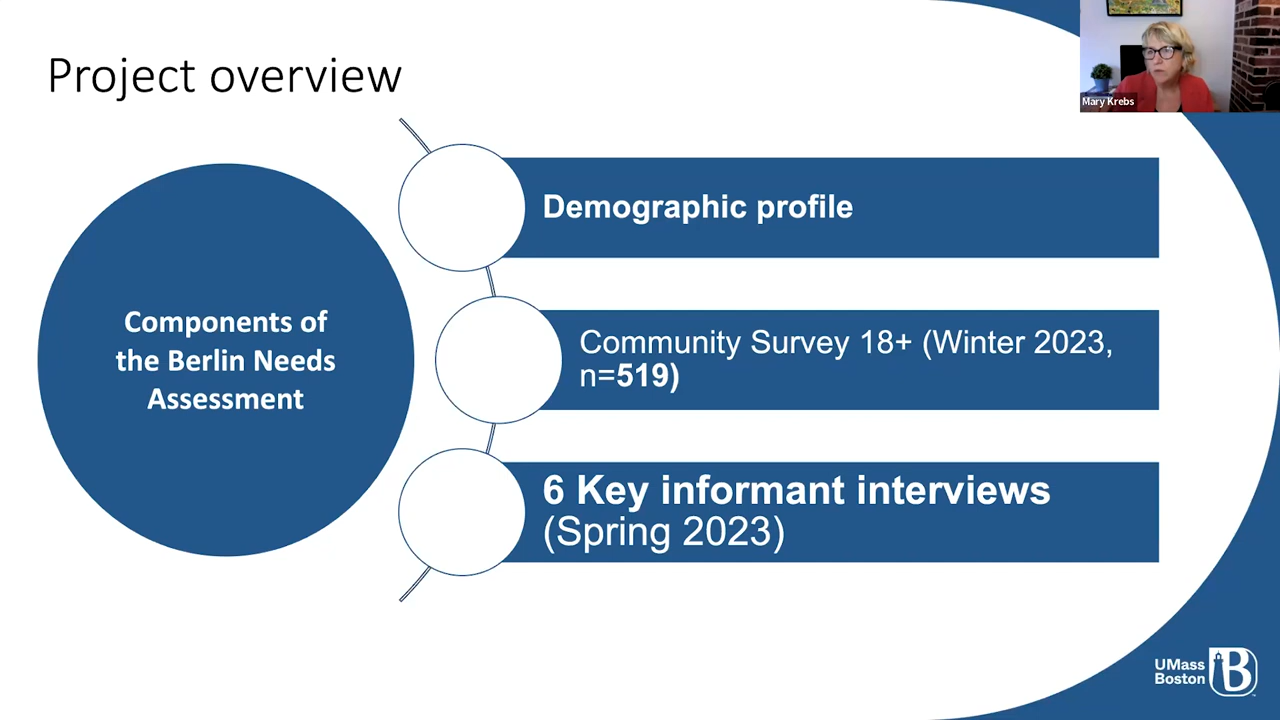 Project overview
Mary Krebs
Components of
the Berlin Needs
Assessment
Demographic profile
Community Survey 18+ (Winter 2023,
n=519)
6 Key informant interviews
(Spring 2023)
UMass
Boston
B